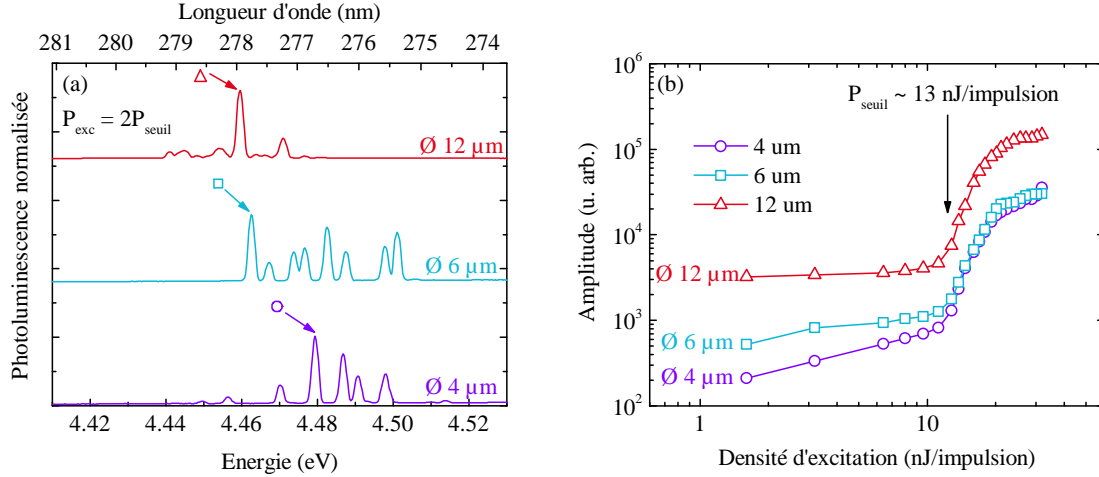 Longueur d'onde (nm)
281 280 279 278 277 276 275 274
(a)
P_exc = 2P_seuil
Ø 12 µm
Ø 6 µm
Ø 4 µm
Photoluminescence normalisée
4.42 4.44 4.46 4.48 4.50 4.52
Energie (eV)
(b)
P_seuil ~ 13 nJ/impulsion
4 um
6 um
12 um
Ø 12 µm
Ø 6 µm
Ø 4 µm
Amplitude (u. arb.)
10^6
10^5
10^4
10^3
10^2
1 10
Densité d'excitation (nJ/impulsion)